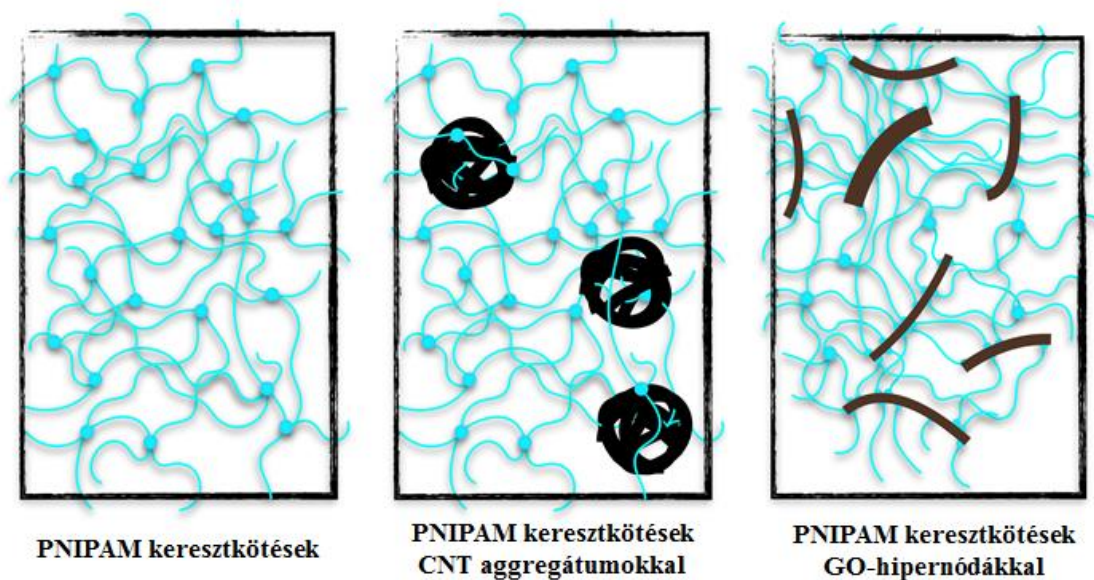 PNIPAM keresztkötések
PNIPAM keresztkötések
CNT aggregátumokkal
PNIPAM keresztkötések
GO-hipernódákkal